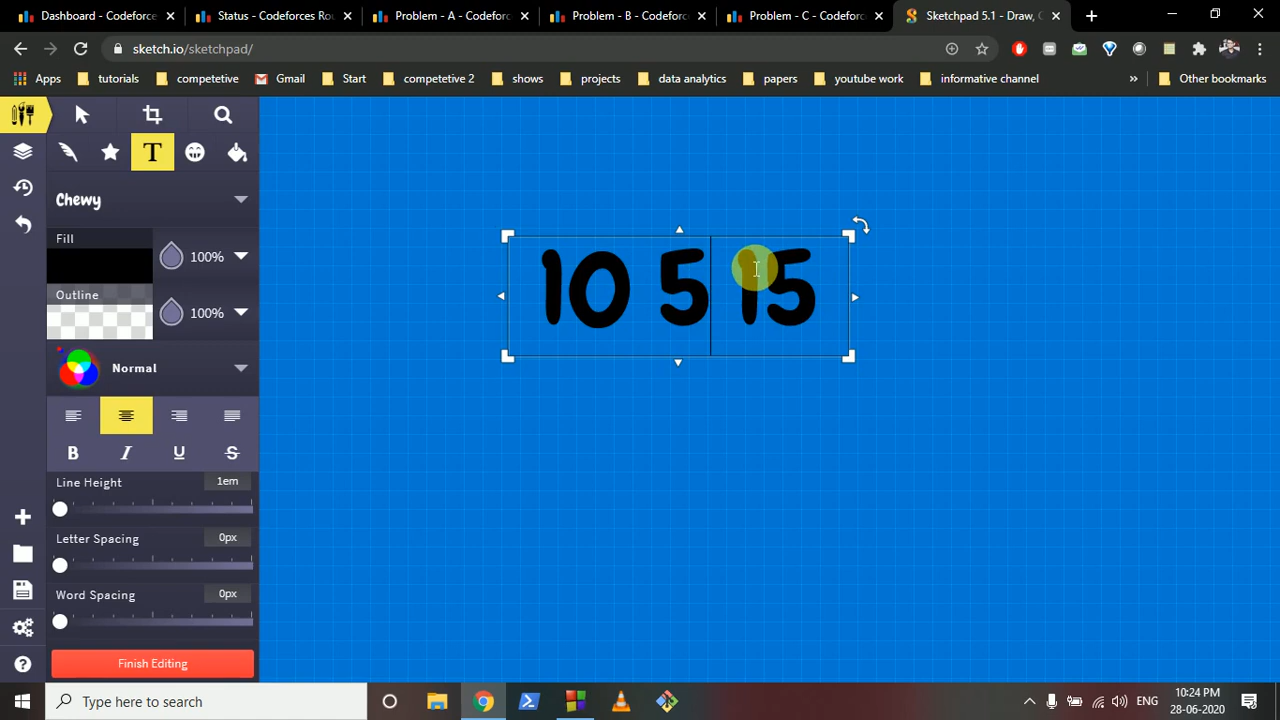 Dashboard - Codeforce
Status - Codeforces Rou
Problem - A - Codeforc
Problem - B - Codeforc
Problem - C - Codeforc
Sketchpad 5.1 - Draw, C
sketch.io/sketchpad/
Apps
tutorials
competetive
Gmail
Start
competetive 2
shows
projects
data analytics
papers
youtube work
informative channel
»
Other bookmarks
T
Chewy
Fill
100%
Outline
100%
Normal
B I U S
Line Height 1em
Letter Spacing 0px
Word Spacing 0px
Finish Editing
10 5 15
Type here to search
ENG
10:24 PM
28-06-2020